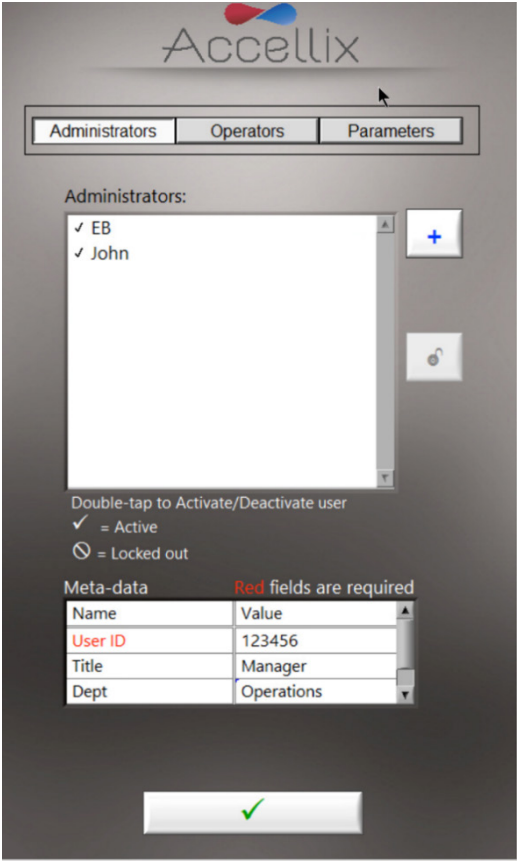 Accellix
Administrators Operators Parameters
Administrators:
✓ EB
✓ John
+
Double-tap to Activate/Deactivate user
✓ = Active
🛇 = Locked out
Meta-data Red fields are required
Name Value
User ID 123456
Title Manager
Dept Operations